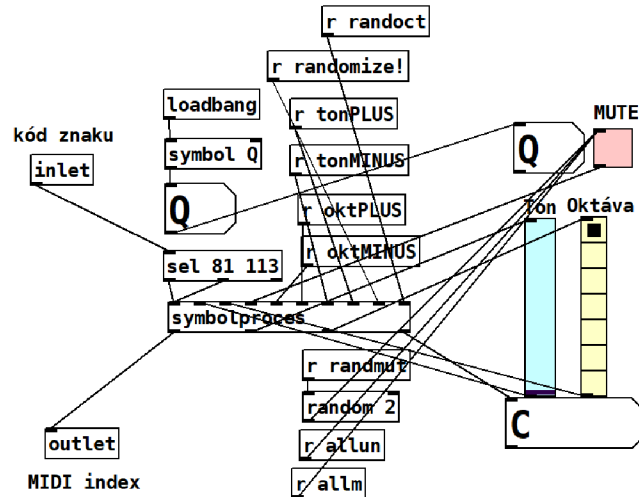 r randoct
r randomize!
loadbang
r tonPLUS
MUTE
kód znaku
symbol Q
Q
inlet
r tonMINUS
Q
r oktPLUS
Ton
Oktáva
r oktMINUS
sel 81 113
symbolproces
r randmut
random 2
C
outlet
r allun
MIDI index
r allm